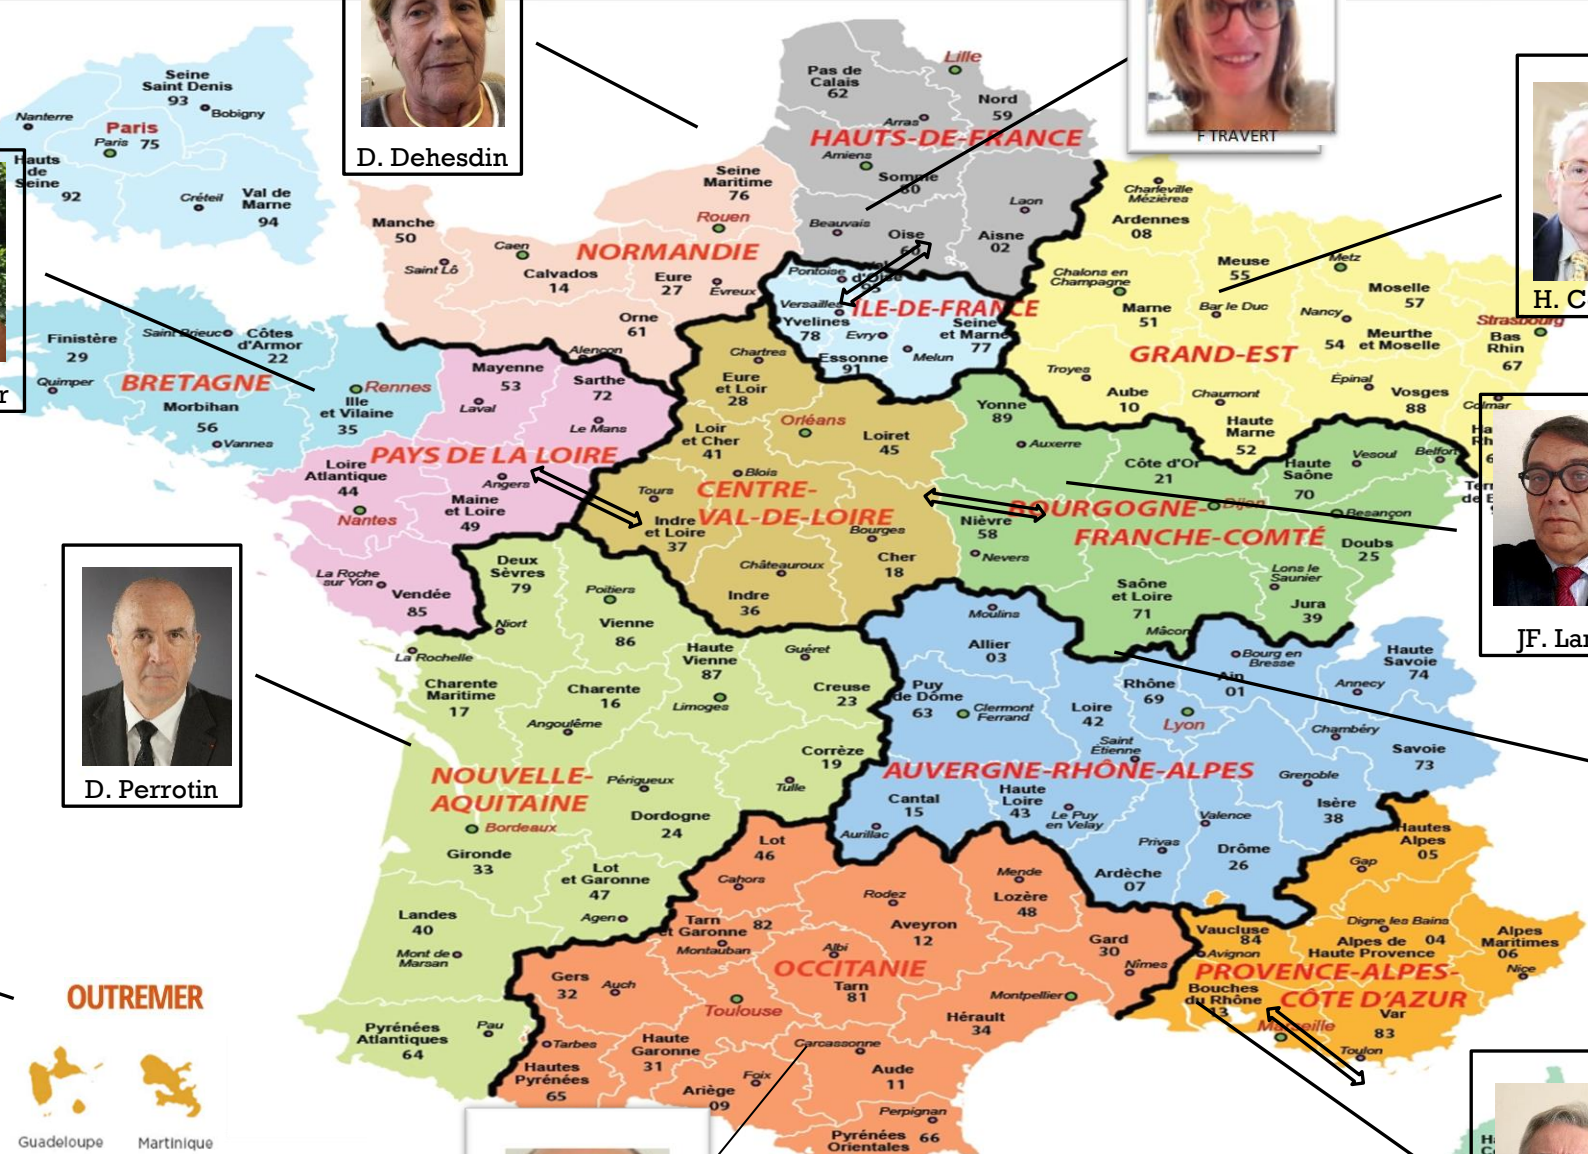 Seine
Saint Denis
93
Bobigny
Nanterre
Paris
Paris 75
Hauts
de
Seine
92
Créteil
Val de
Marne
94
D. Dehesdin
F TRAVERT
H. C
JF. Lar
r
D. Perrotin
Lille
Pas de
Calais
62
Nord
59
Arras
HAUTS-DE-FRANCE
Amiens
Somme
80
Beauvais
Oise
60
Laon
Aisne
02
Seine
Maritime
76
Rouen
NORMANDIE
Manche
50
Saint Lô
Caen
Calvados
14
Eure
27
Évreux
Orne
61
Alençon
Pontoise
d'Oise
95
Versailles
ILE-DE-FRANCE
Yvelines
78
Evry
Essonne
91
Melun
Seine
et Marne
77
Charleville
Mézières
Ardennes
08
Chalons en
Champagne
Marne
51
Meuse
55
Bar le Duc
Metz
Moselle
57
Nancy
54
Meurthe
et Moselle
Strasbourg
Bas
Rhin
67
GRAND-EST
Troyes
Aube
10
Chaumont
Haute
Marne
52
Épinal
Vosges
88
Colmar
Finistère
29
Quimper
Saint Brieuc
Côtes
d'Armor
22
BRETAGNE
Morbihan
56
Vannes
Rennes
Ille
et Vilaine
35
Mayenne
53
Laval
Sarthe
72
Le Mans
PAYS DE LA LOIRE
Loire
Atlantique
44
Nantes
Angers
Maine
et Loire
49
La Roche
sur Yon
Vendée
85
Chartres
Eure
et Loir
28
Loir
et Cher
41
Orléans
Loiret
45
Blois
Tours
CENTRE-
VAL-DE-LOIRE
Indre
et Loire
37
Bourges
Cher
18
Châteauroux
Indre
36
Yonne
89
Auxerre
Côte d'Or
21
Dijon
Haute
Saône
70
Vesoul
Belfort
BOURGOGNE-
FRANCHE-COMTÉ
Nièvre
58
Nevers
Besançon
Doubs
25
Saône
et Loire
71
Mâcon
Lons le
Saunier
Jura
39
Deux
Sèvres
79
Niort
Poitiers
Vienne
86
La Rochelle
Charente
Maritime
17
Charente
16
Angoulême
Haute
Vienne
87
Limoges
Guéret
Creuse
23
Corrèze
19
Tulle
NOUVELLE-
AQUITAINE
Périgueux
Dordogne
24
Bordeaux
Gironde
33
Lot
et Garonne
47
Agen
Landes
40
Mont de
Marsan
Pyrénées
Atlantiques
64
Pau
Moulins
Allier
03
Puy
de Dôme
63
Clermont
Ferrand
Loire
42
Rhône
69
Lyon
Saint
Étienne
Bourg en
Bresse
Ain
01
Haute
Savoie
74
Annecy
Chambéry
Savoie
73
AUVERGNE-RHÔNE-ALPES
Cantal
15
Aurillac
Haute
Loire
43
Le Puy
en Velay
Grenoble
Isère
38
Valence
Privas
Drôme
26
Ardèche
07
Lot
46
Cahors
Tarn
et Garonne 82
Montauban
Rodez
Aveyron
12
Mende
Lozère
48
Gard
30
Nîmes
Albi
OCCITANIE
Tarn
81
Gers
32
Auch
Toulouse
Montpellier
Hérault
34
Tarbes
Hautes
Pyrénées
65
Haute
Garonne
31
Carcassonne
Foix
Ariège
09
Aude
11
Perpignan
Pyrénées 66
Orientales
Hautes
Alpes
05
Gap
Vaucluse
84
Avignon
Digne les Bains
Alpes de 04
Haute Provence
Alpes
Maritimes
06
Nice
PROVENCE-ALPES-
CÔTE D'AZUR
Bouches
du Rhône
13
Marseille
Var
83
Toulon
OUTREMER
Guadeloupe
Martinique